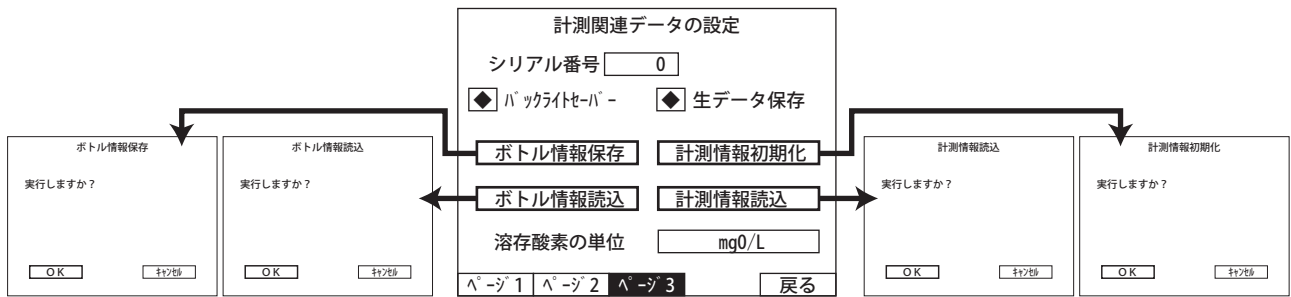 計測関連データの設定
シリアル番号 0
◆ バックライトセーバー ◆ 生データ保存
ボトル情報保存 計測情報初期化
ボトル情報読込 計測情報読込
溶存酸素の単位 mgO/L
ページ1 ページ2 ページ3 戻る
ボトル情報保存
実行しますか?
OK キャンセル
ボトル情報読込
実行しますか?
OK キャンセル
計測情報読込
実行しますか?
OK キャンセル
計測情報初期化
実行しますか?
OK キャンセル